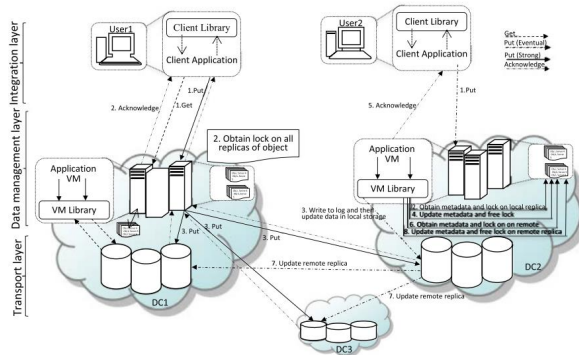 Integration layer
Data management layer
Transport layer
User1
Client Library
Client Application
User2
Client Library
Client Application
Get
Put (Eventual)
Put (Strong)
Acknowledge
2. Acknowledge
1.Get
1.Put
5. Acknowledge
1.Put
2. Obtain lock on all
replicas of object
Application
VM
VM Library
Application
VM
VM Library
3. Write to log and then
update data in local storage
2. Obtain metadata and lock on local replica
4. Update metadata and free lock
6. Obtain metadata and lock on on remote
8. Update metadata and free lock on remote replica
3. Put
3. Put
3. Put
3. Put
7. Update remote replica
7. Update remote replica
DC1
DC2
DC3